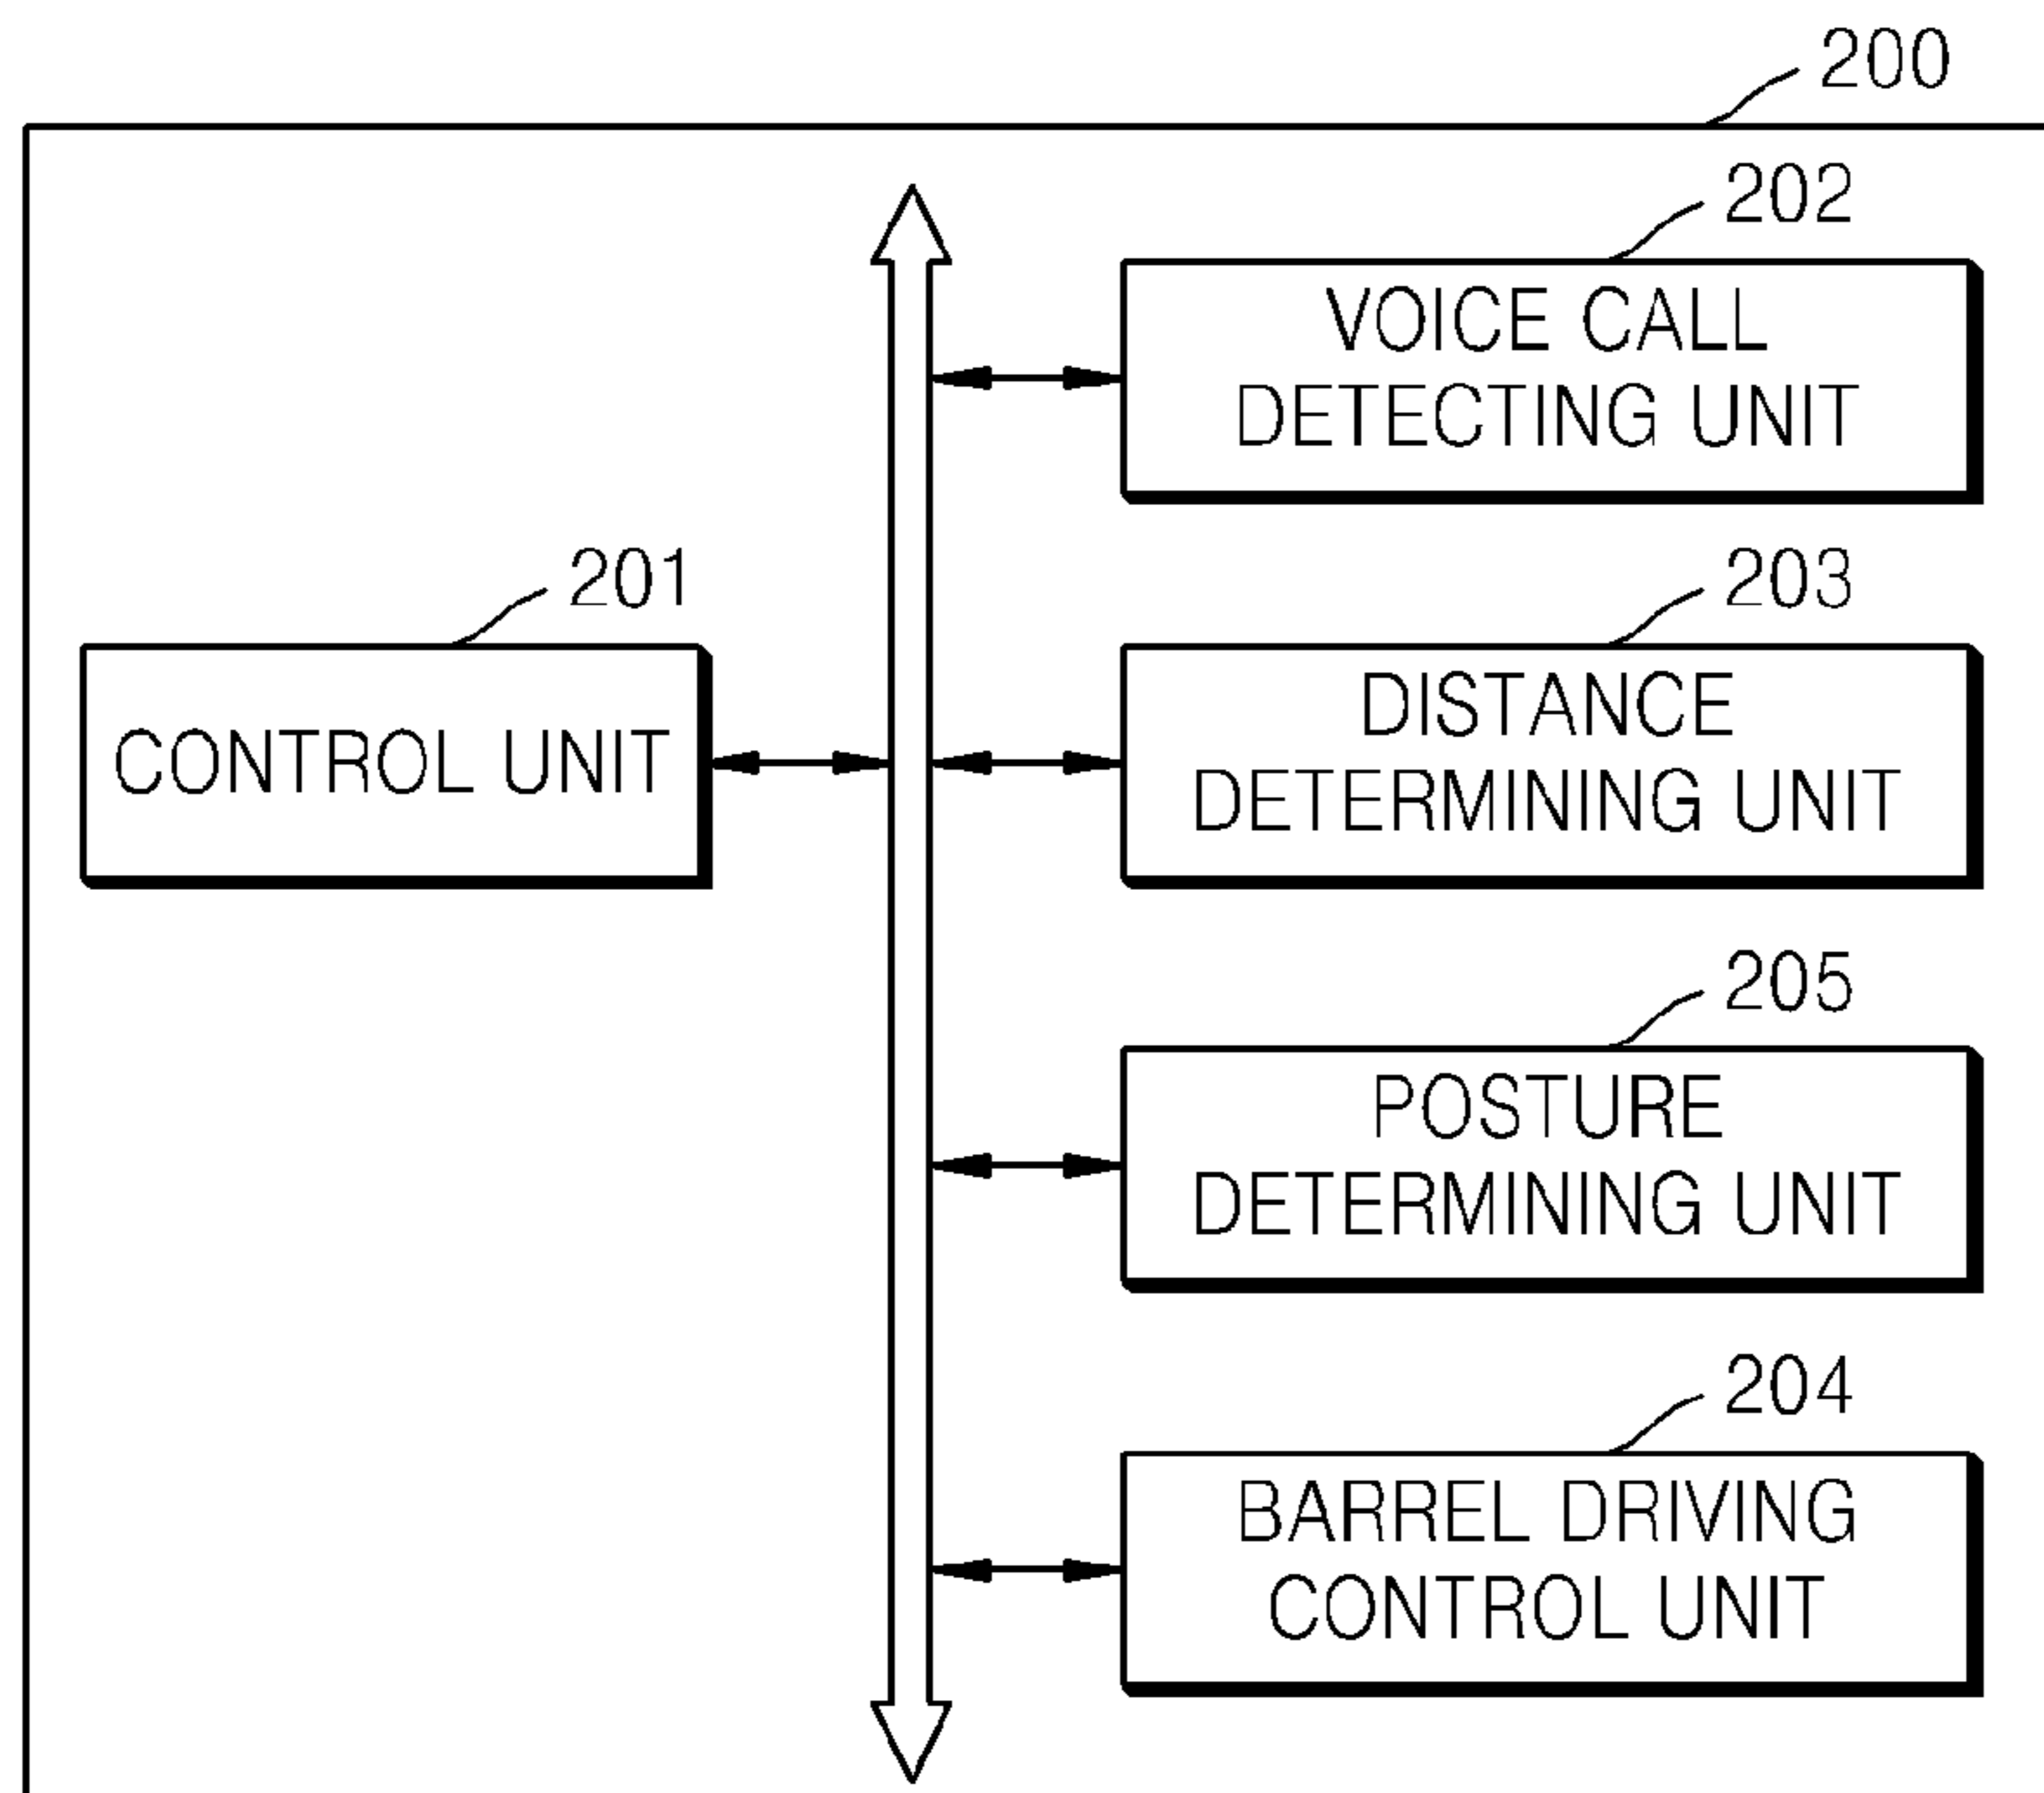 200
202
VOICE CALL
DETECTING UNIT
201
CONTROL UNIT
203
DISTANCE
DETERMINING UNIT
205
POSTURE
DETERMINING UNIT
204
BARREL DRIVING
CONTROL UNIT